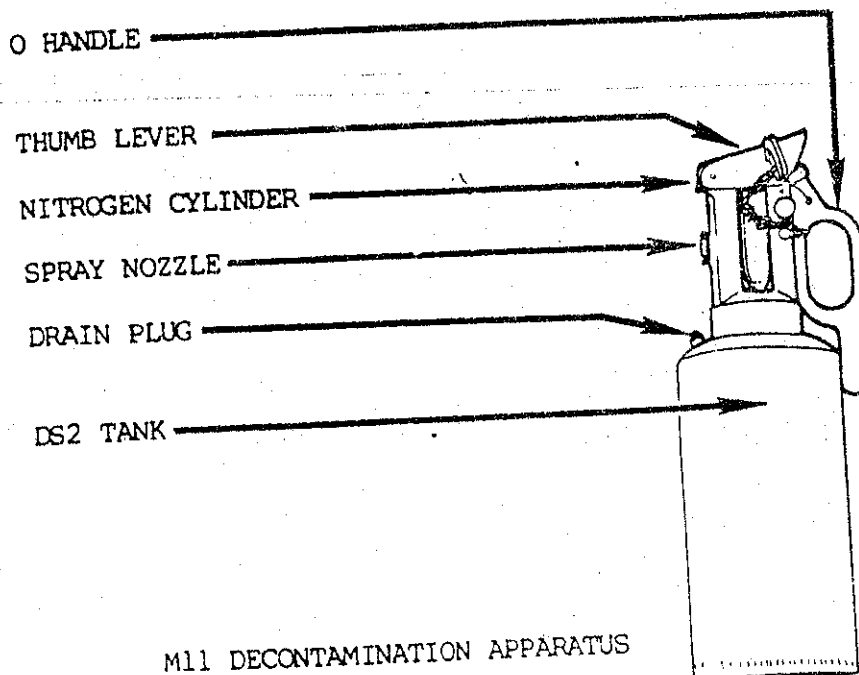 O HANDLE
THUMB LEVER
NITROGEN CYLINDER
SPRAY NOZZLE
DRAIN PLUG
DS2 TANK
M11 DECONTAMINATION APPARATUS